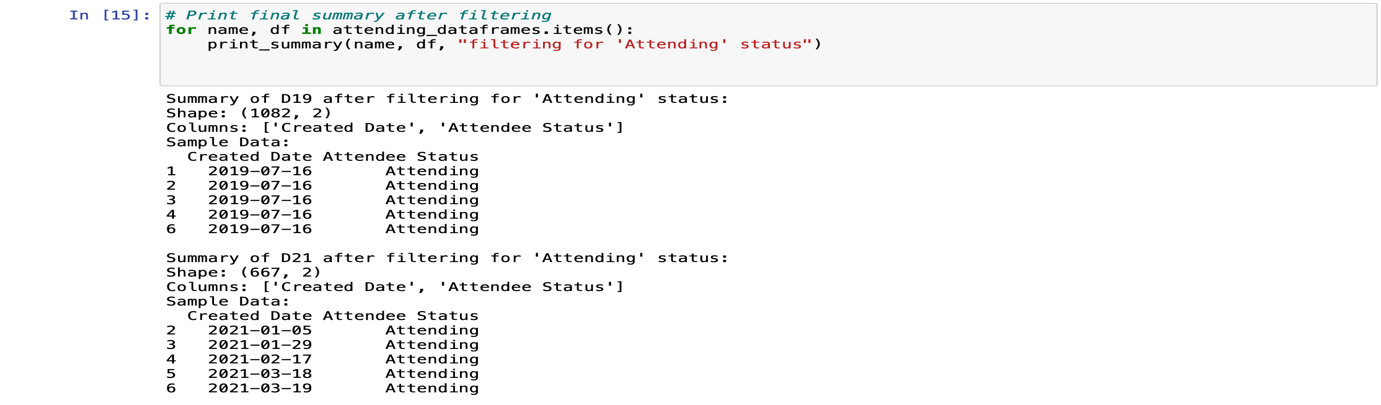 In [15]: # Print final summary after filtering
for name, df in attending_dataframes.items():
    print_summary(name, df, "filtering for 'Attending' status")
Summary of D19 after filtering for 'Attending' status:
Shape: (1082, 2)
Columns: ['Created Date', 'Attendee Status']
Sample Data:
  Created Date Attendee Status
1   2019-07-16       Attending
2   2019-07-16       Attending
3   2019-07-16       Attending
4   2019-07-16       Attending
6   2019-07-16       Attending
Summary of D21 after filtering for 'Attending' status:
Shape: (667, 2)
Columns: ['Created Date', 'Attendee Status']
Sample Data:
  Created Date Attendee Status
2   2021-01-05       Attending
3   2021-01-29       Attending
4   2021-02-17       Attending
5   2021-03-18       Attending
6   2021-03-19       Attending